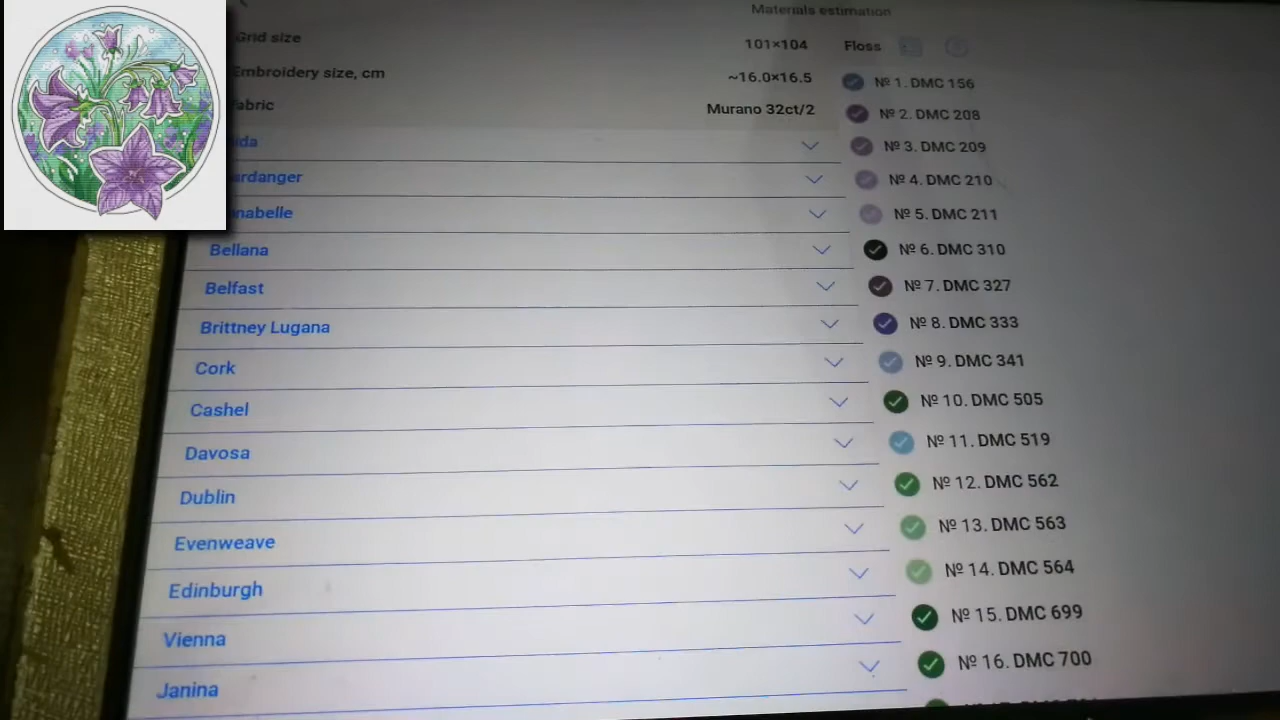 Materials estimation
Grid size 101×104
Embroidery size, cm ~16.0×16.5
Fabric Murano 32ct/2
Bellana
Belfast
Brittney Lugana
Cork
Cashel
Davosa
Dublin
Evenweave
Edinburgh
Vienna
Janina
Floss
№ 1. DMC 156
№ 2. DMC 208
№ 3. DMC 209
№ 4. DMC 210
№ 5. DMC 211
№ 6. DMC 310
№ 7. DMC 327
№ 8. DMC 333
№ 9. DMC 341
№ 10. DMC 505
№ 11. DMC 519
№ 12. DMC 562
№ 13. DMC 563
№ 14. DMC 564
№ 15. DMC 699
№ 16. DMC 700